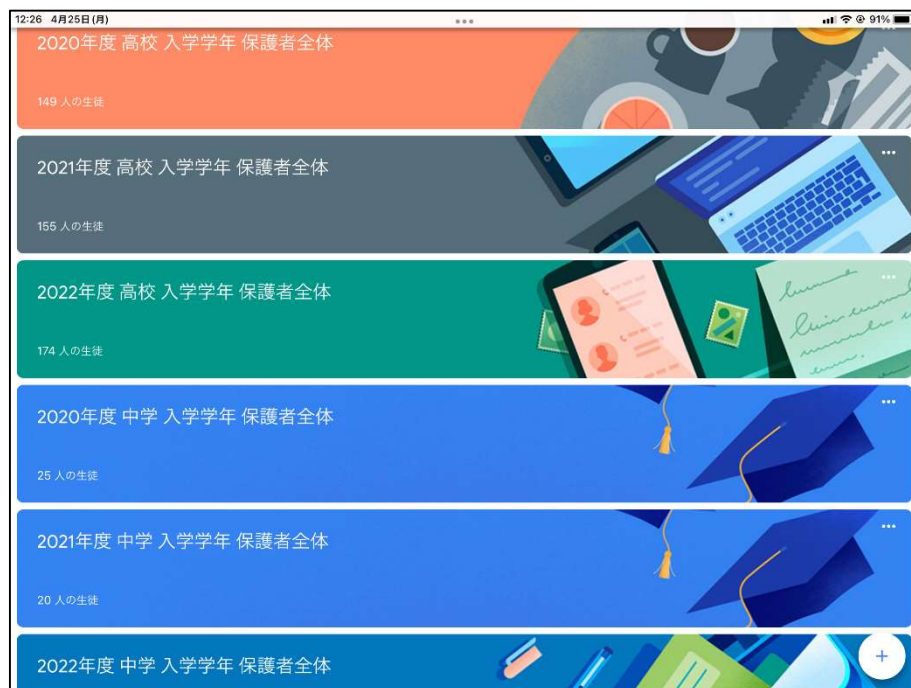 12:26 4月25日(月)
91%
2020年度 高校 入学学年 保護者全体
149 人の生徒
2021年度 高校 入学学年 保護者全体
155 人の生徒
2022年度 高校 入学学年 保護者全体
174 人の生徒
2020年度 中学 入学学年 保護者全体
25 人の生徒
2021年度 中学 入学学年 保護者全体
20 人の生徒
2022年度 中学 入学学年 保護者全体